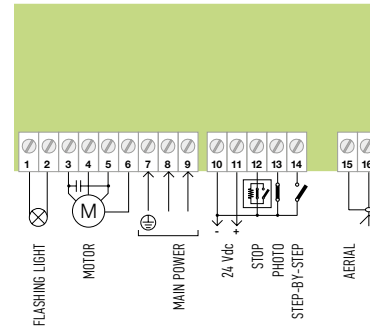 1 2 3 4 5 6 7 8 9 10 11 12 13 14 15 16
M
- +
FLASHING LIGHT
MOTOR
MAIN POWER
24 Vdc
STOP
PHOTO
STEP-BY-STEP
AERIAL